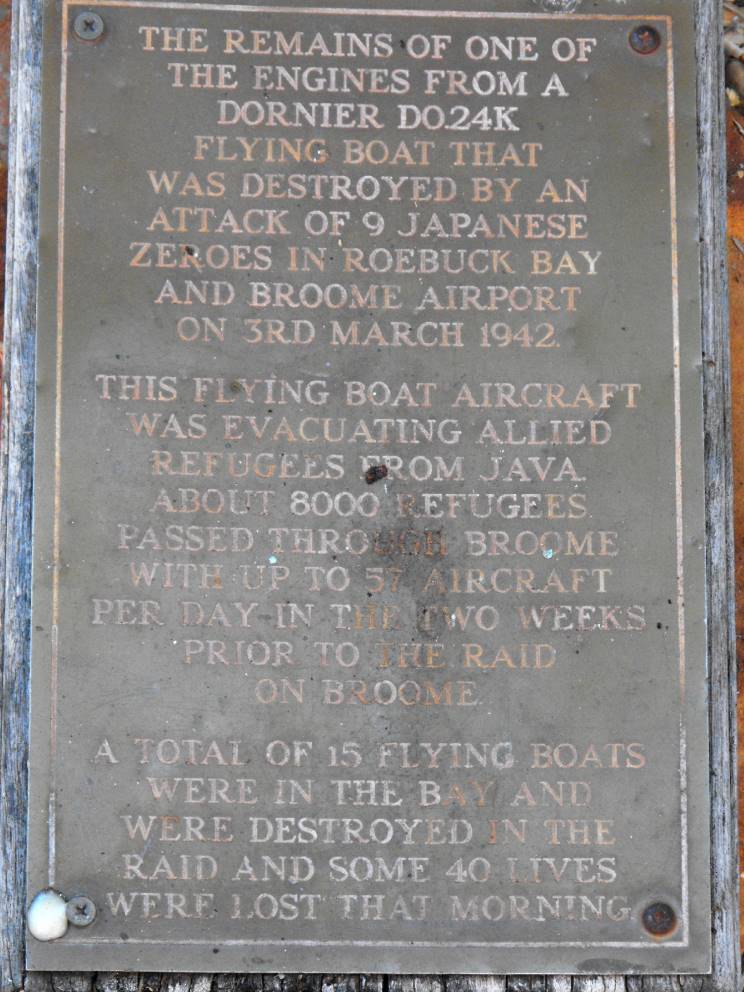 THE REMAINS OF ONE OF
THE ENGINES FROM A
DORNIER DO.24K
FLYING BOAT THAT
WAS DESTROYED BY AN
ATTACK OF 9 JAPANESE
ZEROES IN ROEBUCK BAY
AND BROOME AIRPORT
ON 3RD MARCH 1942.
THIS FLYING BOAT AIRCRAFT
WAS EVACUATING ALLIED
REFUGEES FROM JAVA.
ABOUT 8000 REFUGEES
PASSED THROUGH BROOME
WITH UP TO 57 AIRCRAFT
PER DAY IN THE TWO WEEKS
PRIOR TO THE RAID
ON BROOME.
A TOTAL OF 15 FLYING BOATS
WERE IN THE BAY AND
WERE DESTROYED IN THE
RAID AND SOME 40 LIVES
WERE LOST THAT MORNING.